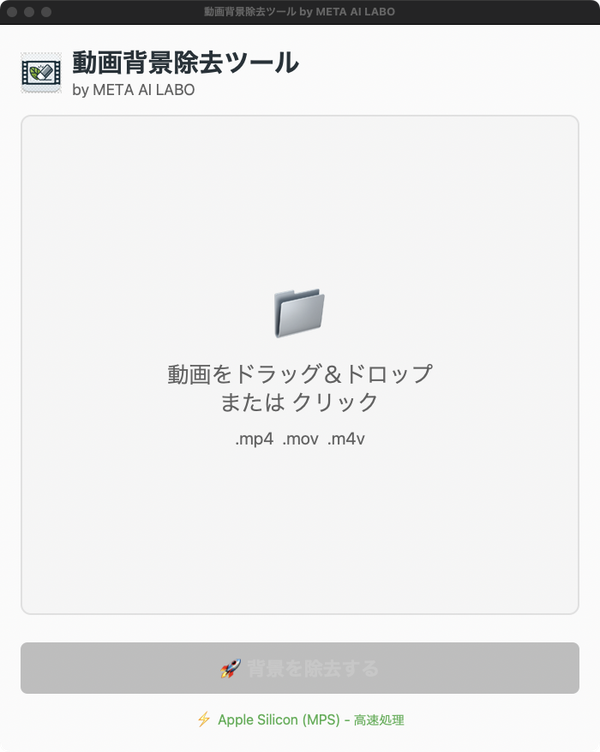 動画背景除去ツール by META AI LABO
動画背景除去ツール
by META AI LABO
動画をドラッグ＆ドロップ
または クリック
.mp4 .mov .m4v
🚀 背景を除去する
⚡ Apple Silicon (MPS) - 高速処理